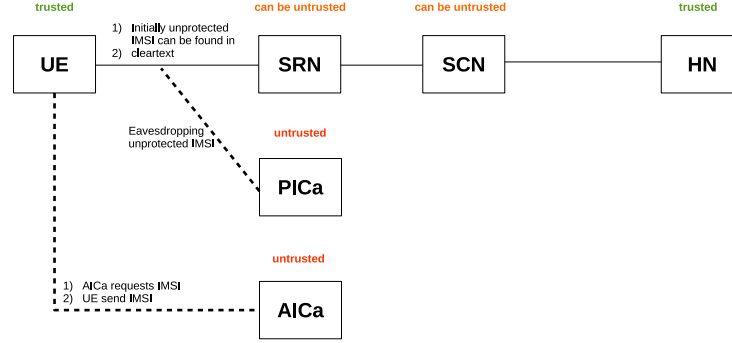 trusted
can be untrusted
can be untrusted
trusted
1) Initially unprotected
IMSI can be found in
2) cleartext
UE
SRN
SCN
HN
Eavesdropping
unprotected IMSI
untrusted
PICa
untrusted
1) AICa requests IMSI
2) UE send IMSI
AICa